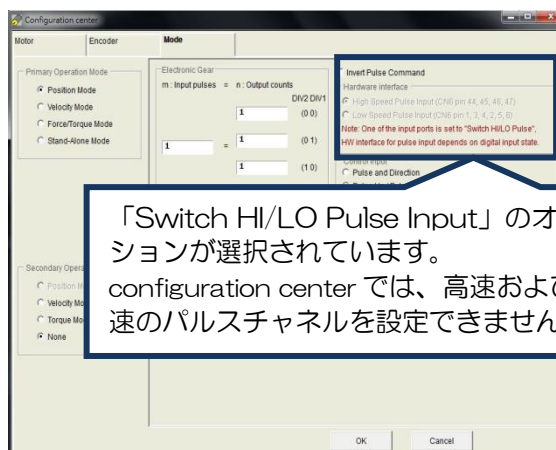 Configuration center
Motor
Encoder
Mode
Primary Operation Mode
Position Mode
Velocity Mode
Force/Torque Mode
Stand-Alone Mode
Electronic Gear
m : Input pulses = n : Output counts
DIV2 DIV1
1 (0 0)
1 = 1 (0 1)
1 (1 0)
Invert Pulse Command
Hardware interface
High Speed Pulse Input (CN6 pin 44, 45, 46, 47)
Low Speed Pulse Input (CN6 pin 1, 3, 4, 2, 5, 6)
Note: One of the input ports is set to "Switch HI/LO Pulse",
HW interface for pulse input depends on digital input state.
Control Input
Pulse and Direction
「Switch HI/LO Pulse Input」のオ
ションが選択されています。
configuration center では、高速およ
速のパルスチャネルを設定できません
Secondary Opera
Position M
Velocity Mo
Torque Mo
None
OK
Cancel